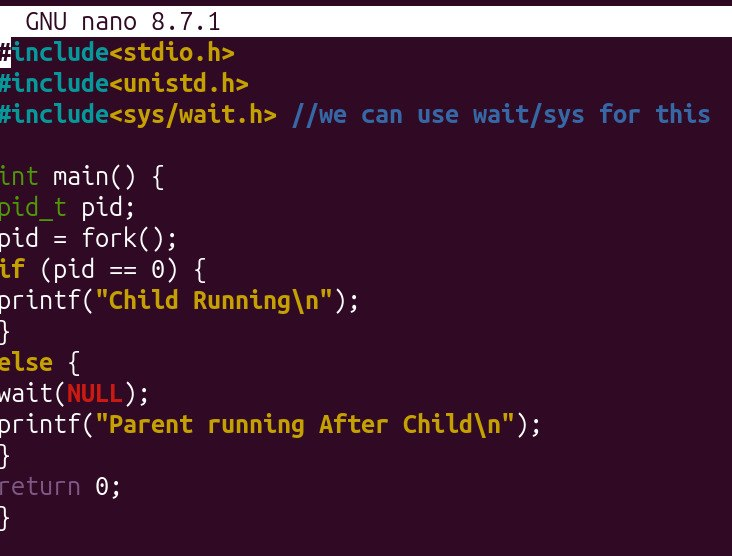 GNU nano 8.7.1
#include<stdio.h>
#include<unistd.h>
#include<sys/wait.h> //we can use wait/sys for this
int main() {
pid_t pid;
pid = fork();
if (pid == 0) {
printf("Child Running\n");
}
else {
wait(NULL);
printf("Parent running After Child\n");
}
return 0;
}